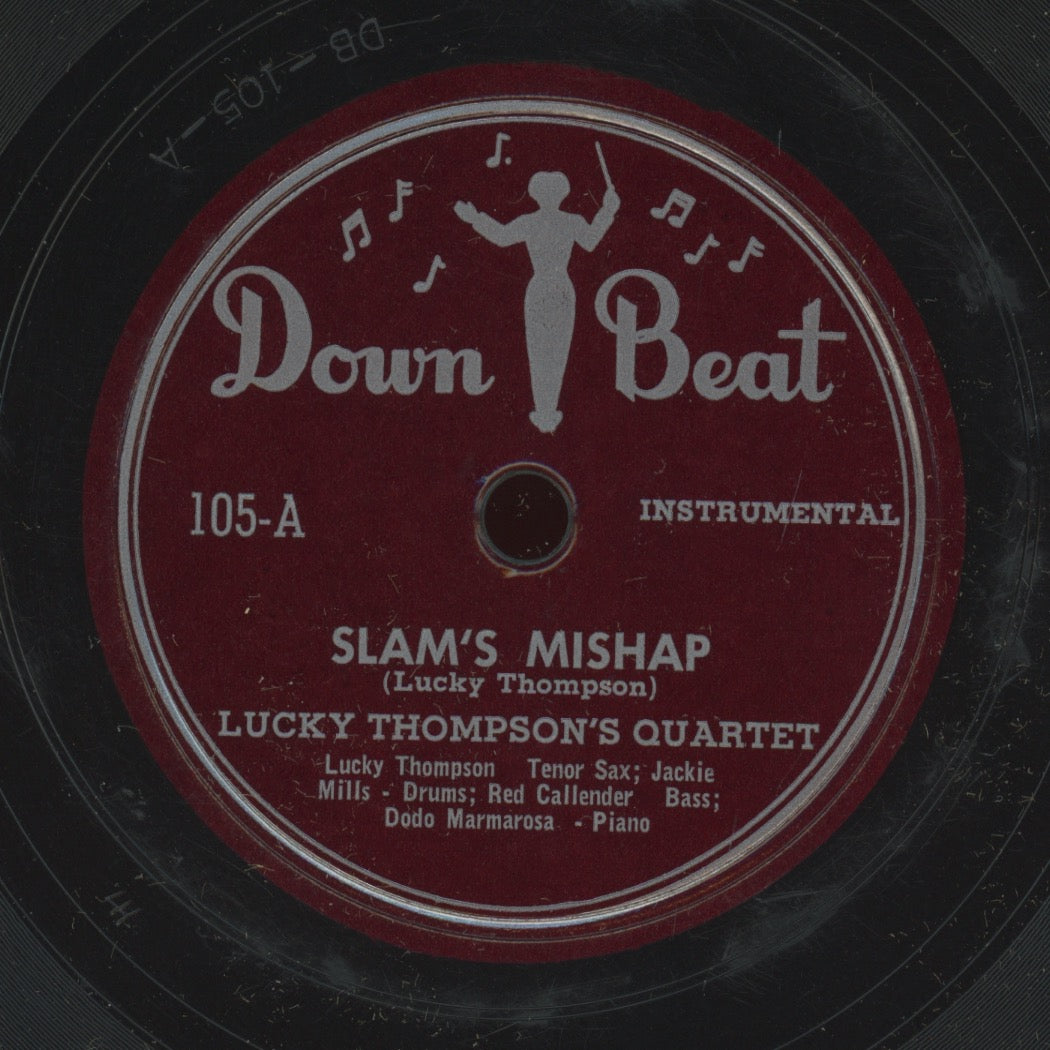 DB-105-A
Down Beat
105-A
INSTRUMENTAL
SLAM'S MISHAP
(Lucky Thompson)
LUCKY THOMPSON'S QUARTET
Lucky Thompson Tenor Sax; Jackie
Mills - Drums; Red Callender Bass;
Dodo Marmarosa - Piano